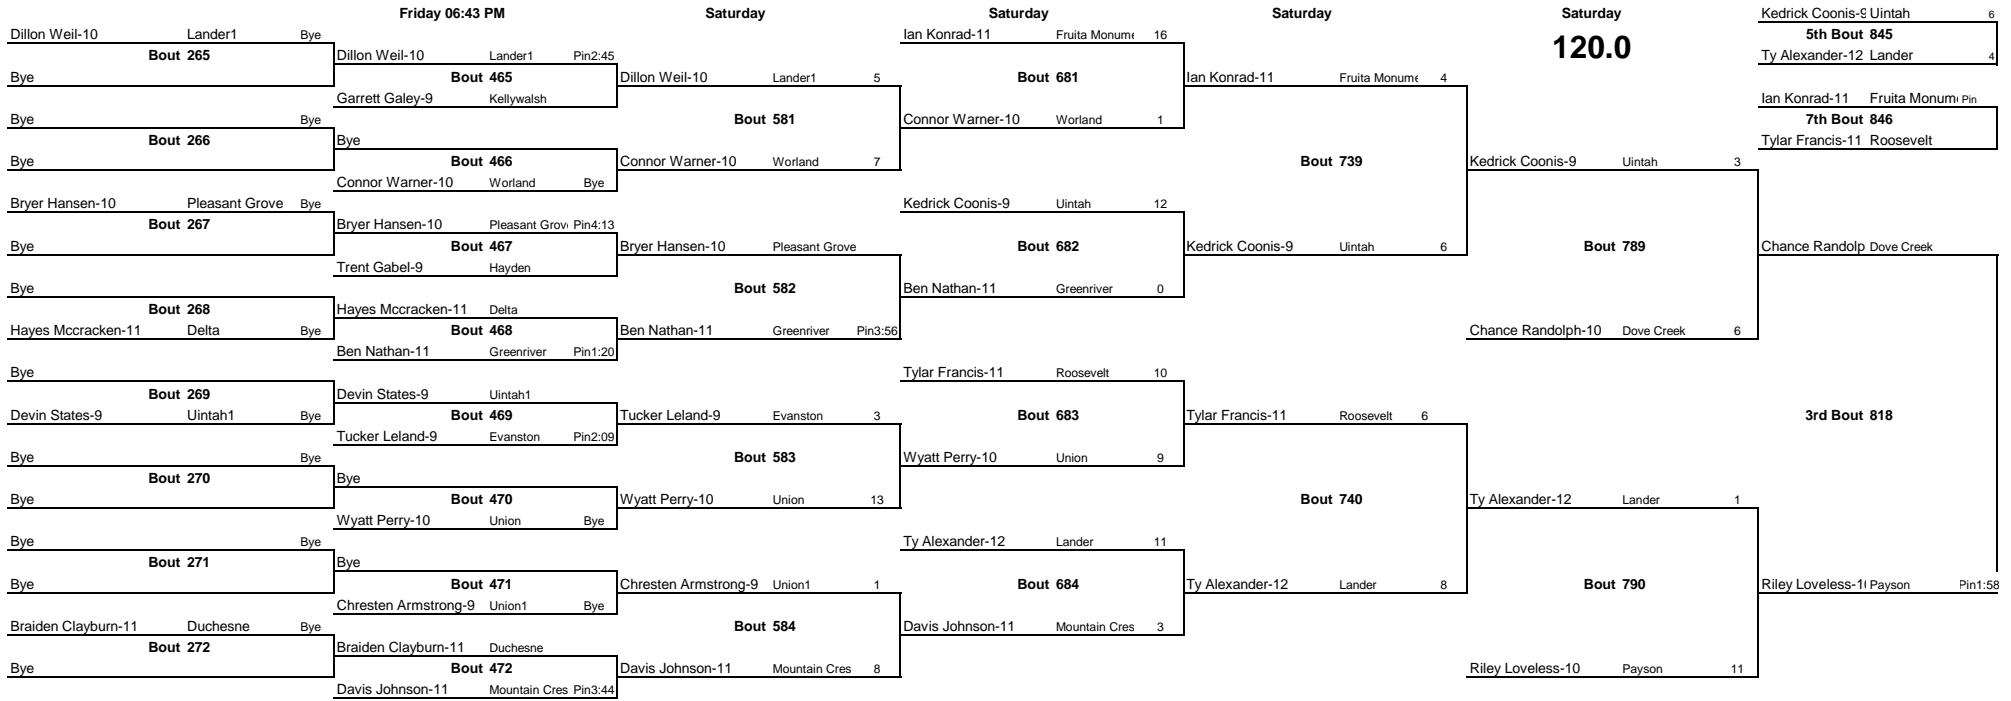 Friday 06:43 PM Saturday Saturday Saturday Saturday
120.0
Dillon Weil-10 Lander1 Bye
Bout 265
Bye
Bye Bye
Bout 266
Bye
Bryer Hansen-10 Pleasant Grove Bye
Bout 267
Bye
Bye
Bout 268
Hayes Mccracken-11 Delta Bye
Bye
Bout 269
Devin States-9 Uintah1 Bye
Bye Bye
Bout 270
Bye
Bye Bye
Bout 271
Bye
Braiden Clayburn-11 Duchesne Bye
Bout 272
Bye
Dillon Weil-10 Lander1 Pin2:45
Bout 465
Garrett Galey-9 Kellywalsh
Bye
Bout 466
Connor Warner-10 Worland Bye
Bryer Hansen-10 Pleasant Grov Pin4:13
Bout 467
Trent Gabel-9 Hayden
Hayes Mccracken-11 Delta
Bout 468
Ben Nathan-11 Greenriver Pin1:20
Devin States-9 Uintah1
Bout 469
Tucker Leland-9 Evanston Pin2:09
Bye
Bout 470
Wyatt Perry-10 Union Bye
Bye
Bout 471
Chresten Armstrong-9 Union1 Bye
Braiden Clayburn-11 Duchesne
Bout 472
Davis Johnson-11 Mountain Cres Pin3:44
Dillon Weil-10 Lander1 5
Bout 581
Connor Warner-10 Worland 7
Bryer Hansen-10 Pleasant Grove
Bout 582
Ben Nathan-11 Greenriver Pin3:56
Tucker Leland-9 Evanston 3
Bout 583
Wyatt Perry-10 Union 13
Chresten Armstrong-9 Union1 1
Bout 584
Davis Johnson-11 Mountain Cres 8
Ian Konrad-11 Fruita Monume 16
Bout 681
Connor Warner-10 Worland 1
Kedrick Coonis-9 Uintah 12
Bout 682
Ben Nathan-11 Greenriver 0
Tylar Francis-11 Roosevelt 10
Bout 683
Wyatt Perry-10 Union 9
Ty Alexander-12 Lander 11
Bout 684
Davis Johnson-11 Mountain Cres 3
Ian Konrad-11 Fruita Monume 4
Bout 739
Kedrick Coonis-9 Uintah 6
Tylar Francis-11 Roosevelt 6
Bout 740
Ty Alexander-12 Lander 8
Kedrick Coonis-9 Uintah 3
Bout 789
Chance Randolph-10 Dove Creek 6
Ty Alexander-12 Lander 1
Bout 790
Riley Loveless-10 Payson 11
Kedrick Coonis-9 Uintah 6
5th Bout 845
Ty Alexander-12 Lander 4
Ian Konrad-11 Fruita Monum Pin
7th Bout 846
Tylar Francis-11 Roosevelt
Chance Randolp Dove Creek
3rd Bout 818
Riley Loveless-1 Payson Pin1:58